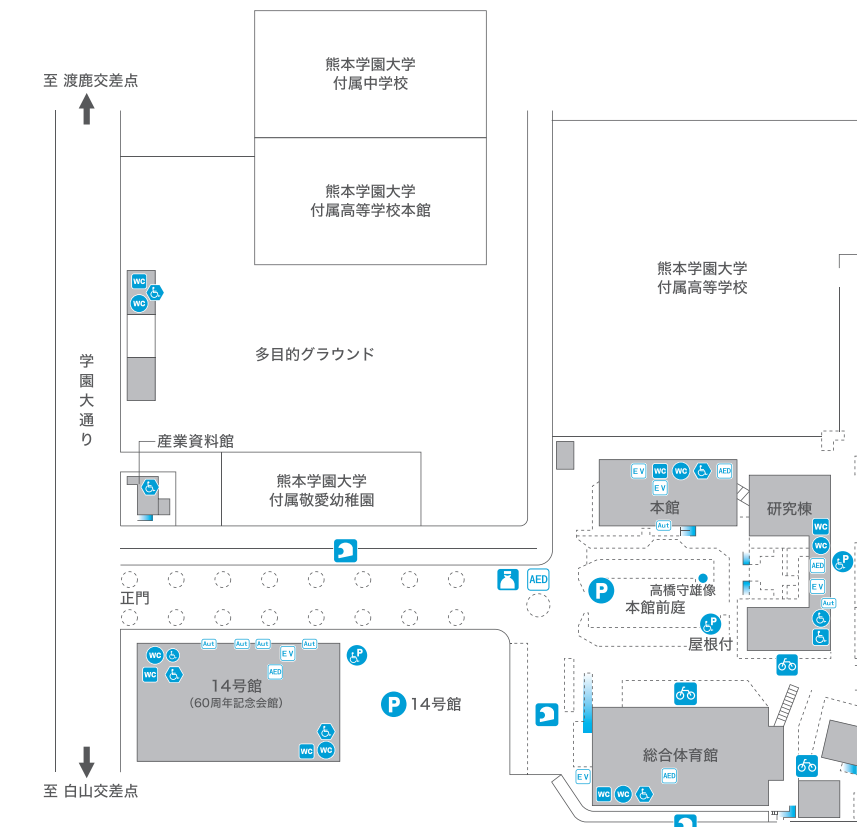 熊本学園大学
付属中学校
至 渡鹿交差点
熊本学園大学
付属高等学校本館
熊本学園大学
付属高等学校
WC
WC
多目的グラウンド
学園大通り
産業資料館
熊本学園大学
付属敬愛幼稚園
EV WC WC AED
EV
本館
Aut
研究棟
WC
WC
AED P
EV
Aut
AED
正門
P
高橋守雄像
本館前庭
P
屋根付
Aut Aut Aut Aut
WC EV P
WC AED
14号館
(60周年記念会館)
WC WC
P 14号館
総合体育館
EV AED
WC WC
至 白山交差点